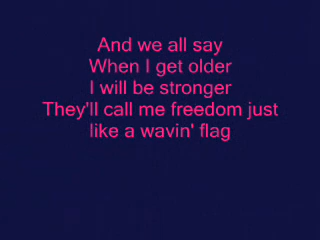 And we all say
When I get older
I will be stronger
They'll call me freedom just
like a wavin' flag